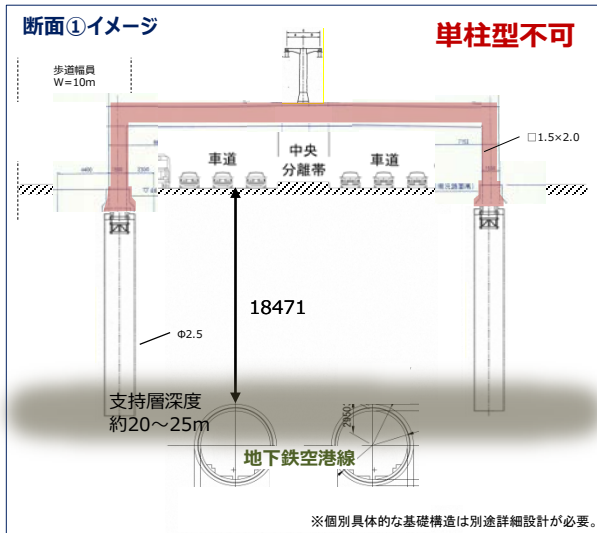 断面①イメージ
単柱型不可
歩道幅員
W=10m
□1.5×2.0
車道
中央
分離帯
車道
18471
Φ2.5
支持層深度
約20～25m
2950
地下鉄空港線
※個別具体的な基礎構造は別途詳細設計が必要。